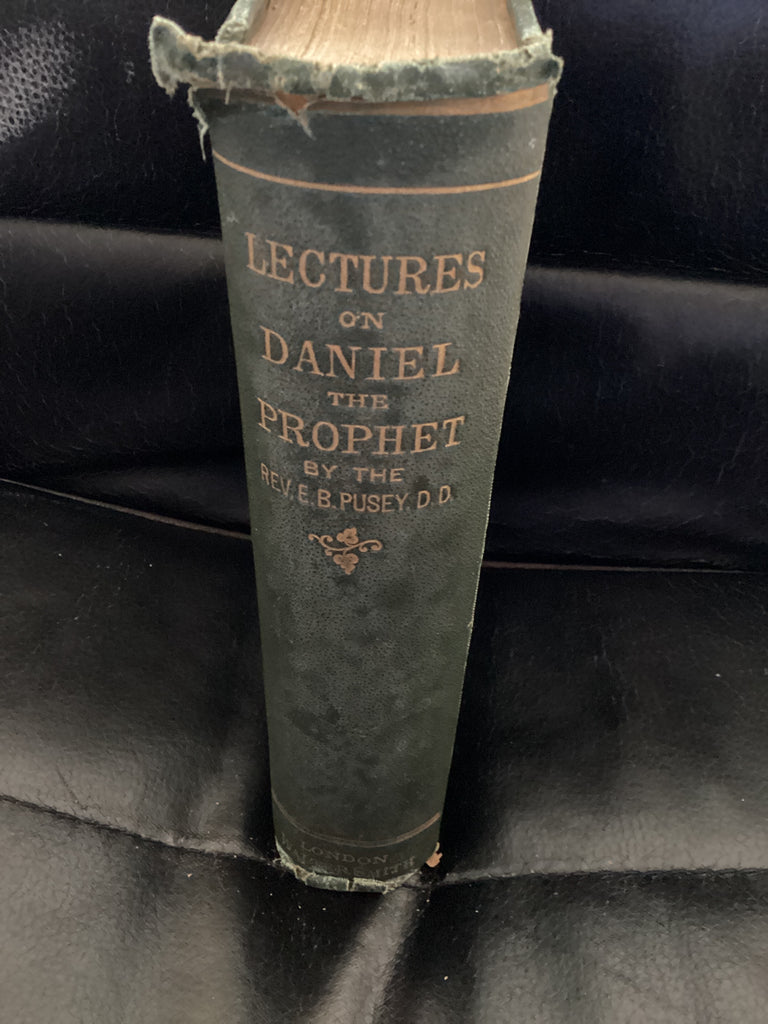 LECTURES
ON
DANIEL
THE
PROPHET
BY THE
REV. E. B. PUSEY, D. D.
LONDON